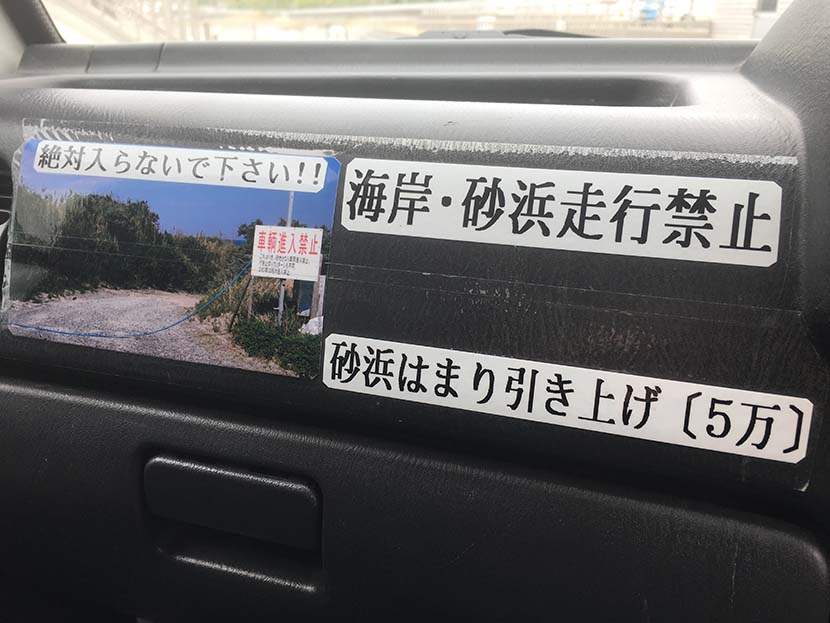 絶対入らないで下さい!!
車輌進入禁止
海岸・砂浜走行禁止
砂浜はまり引き上げ〔5万〕